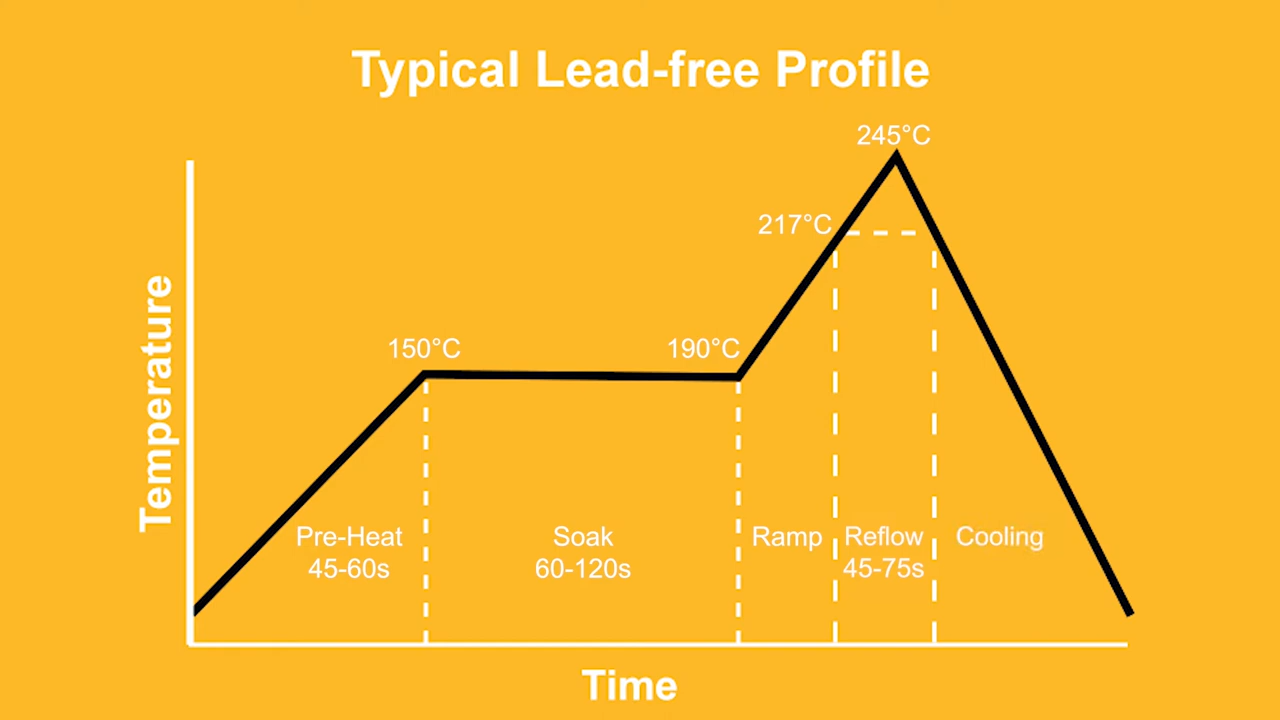 Typical Lead-free Profile
245°C
217°C
150°C
190°C
Temperature
Pre-Heat
45-60s
Soak
60-120s
Ramp
Reflow
45-75s
Cooling
Time